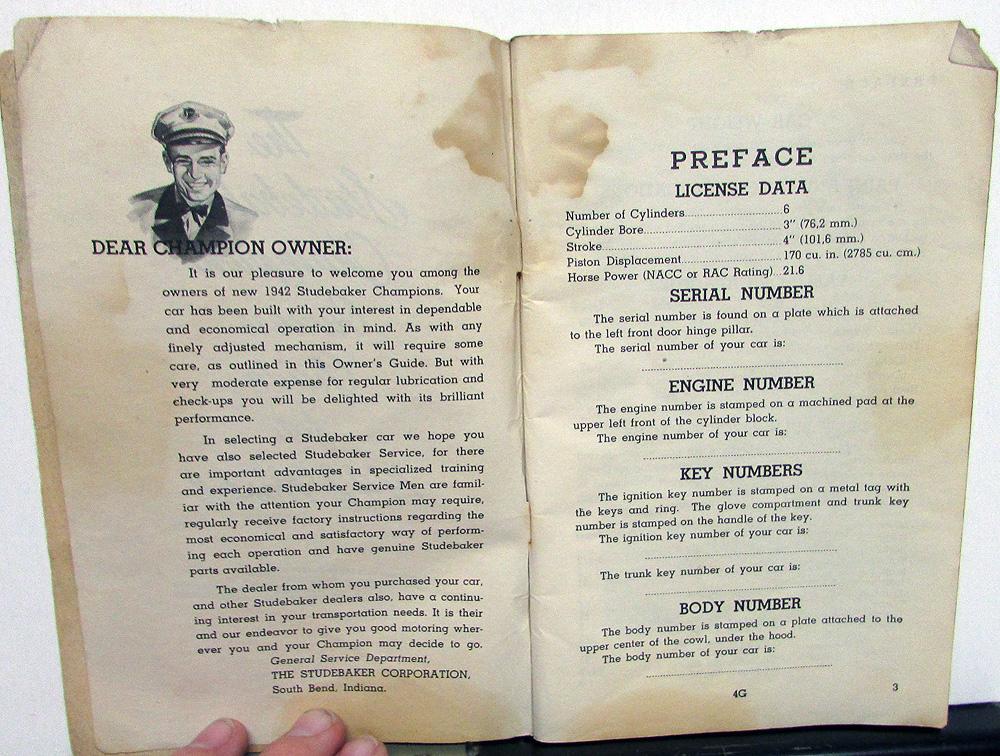 DEAR CHAMPION OWNER:
It is our pleasure to welcome you among the
owners of new 1942 Studebaker Champions. Your
car has been built with your interest in dependable
and economical operation in mind. As with any
finely adjusted mechanism, it will require some
care, as outlined in this Owner's Guide. But with
very moderate expense for regular lubrication and
check-ups you will be delighted with its brilliant
performance.
In selecting a Studebaker car we hope you
have also selected Studebaker Service, for there
are important advantages in specialized training
and experience. Studebaker Service Men are famil-
iar with the attention your Champion may require,
regularly receive factory instructions regarding the
most economical and satisfactory way of perform-
ing each operation and have genuine Studebaker
parts available.
The dealer from whom you purchased your car,
and other Studebaker dealers also, have a continu-
ing interest in your transportation needs. It is their
and our endeavor to give you good motoring wher-
ever you and your Champion may decide to go.
General Service Department,
THE STUDEBAKER CORPORATION,
South Bend, Indiana.
PREFACE
LICENSE DATA
Number of Cylinders..............................6
Cylinder Bore..........................................3" (76,2 mm.)
Stroke......................................................4" (101,6 mm.)
Piston Displacement..............................170 cu. in. (2785 cu. cm.)
Horse Power (NACC or RAC Rating)..21.6
SERIAL NUMBER
The serial number is found on a plate which is attached
to the left front door hinge pillar.
The serial number of your car is:
ENGINE NUMBER
The engine number is stamped on a machined pad at the
upper left front of the cylinder block.
The engine number of your car is:
KEY NUMBERS
The ignition key number is stamped on a metal tag with
the keys and ring. The glove compartment and trunk key
number is stamped on the handle of the key.
The ignition key number of your car is:
The trunk key number of your car is:
BODY NUMBER
The body number is stamped on a plate attached to the
upper center of the cowl, under the hood.
The body number of your car is:
4G
3